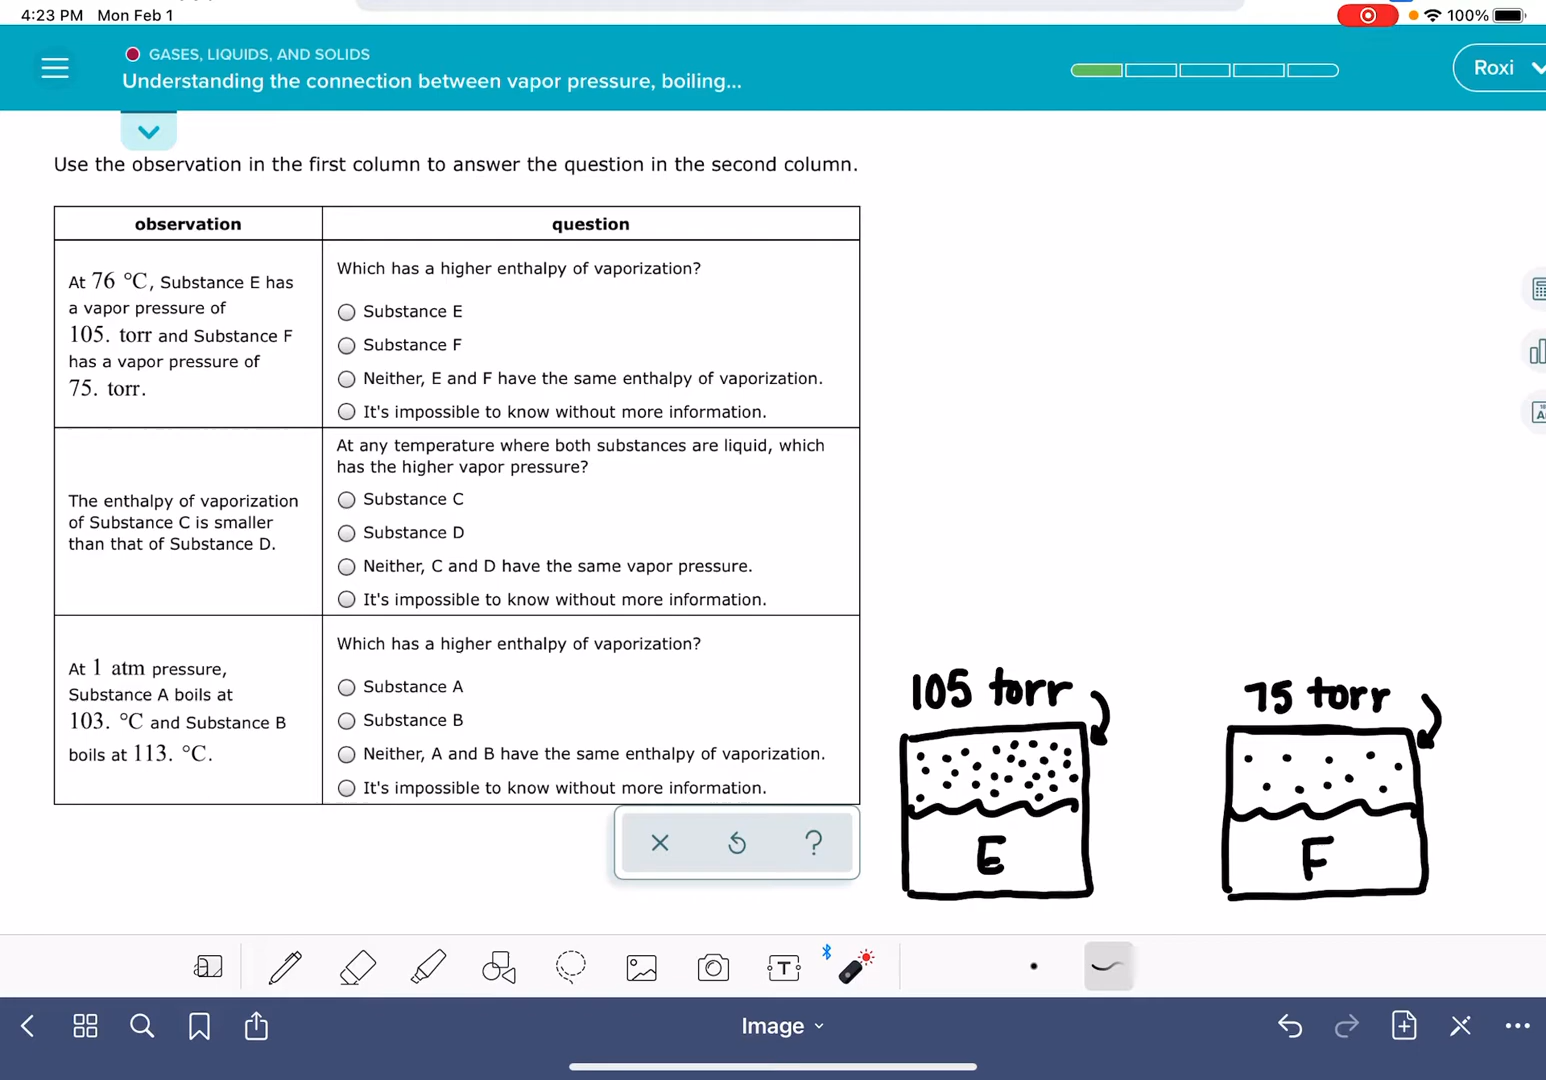 4:23 PM Mon Feb 1
100%
GASES, LIQUIDS, AND SOLIDS
Understanding the connection between vapor pressure, boiling...
Roxi
Use the observation in the first column to answer the question in the second column.
observation
question
At 76 °C, Substance E has
a vapor pressure of
105. torr and Substance F
has a vapor pressure of
75. torr.
Which has a higher enthalpy of vaporization?
Substance E
Substance F
Neither, E and F have the same enthalpy of vaporization.
It's impossible to know without more information.
The enthalpy of vaporization
of Substance C is smaller
than that of Substance D.
At any temperature where both substances are liquid, which
has the higher vapor pressure?
Substance C
Substance D
Neither, C and D have the same vapor pressure.
It's impossible to know without more information.
At 1 atm pressure,
Substance A boils at
103. °C and Substance B
boils at 113. °C.
Which has a higher enthalpy of vaporization?
Substance A
Substance B
Neither, A and B have the same enthalpy of vaporization.
It's impossible to know without more information.
105 torr
75 torr
E
F
?
T
Image